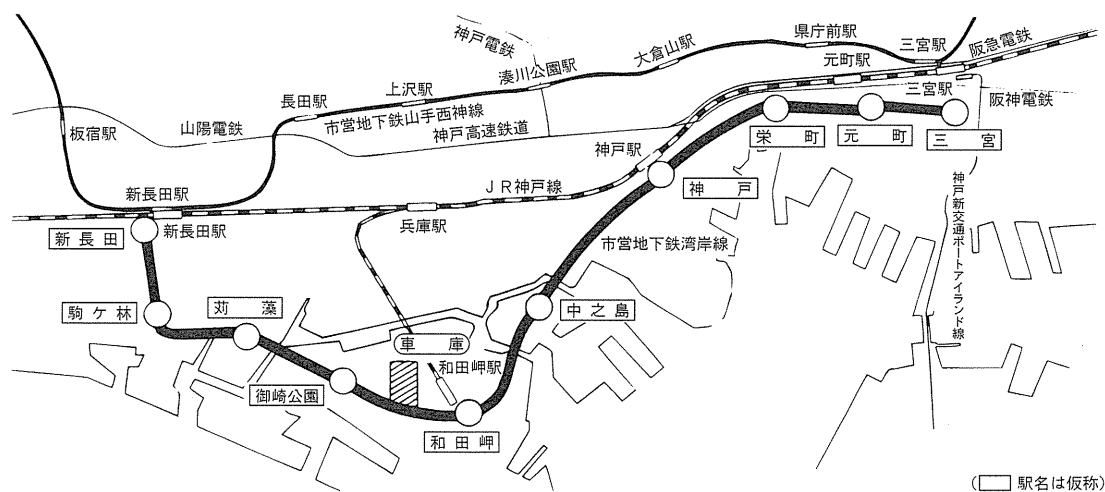 神戸電鉄
大倉山駅
県庁前駅
三宮駅
阪急電鉄
元町駅
湊川公園駅
上沢駅
長田駅
三宮駅
阪神電鉄
市営地下鉄山手西神線
神戸高速鉄道
板宿駅
山陽電鉄
栄町
元町
三宮
神戸駅
新長田駅
JR神戸線
神戸
神戸新交通ポートアイランド線
新長田
新長田駅
兵庫駅
市営地下鉄湾岸線
駒ヶ林
苅藻
中之島
車庫
和田岬駅
御崎公園
和田岬
(駅名は仮称)